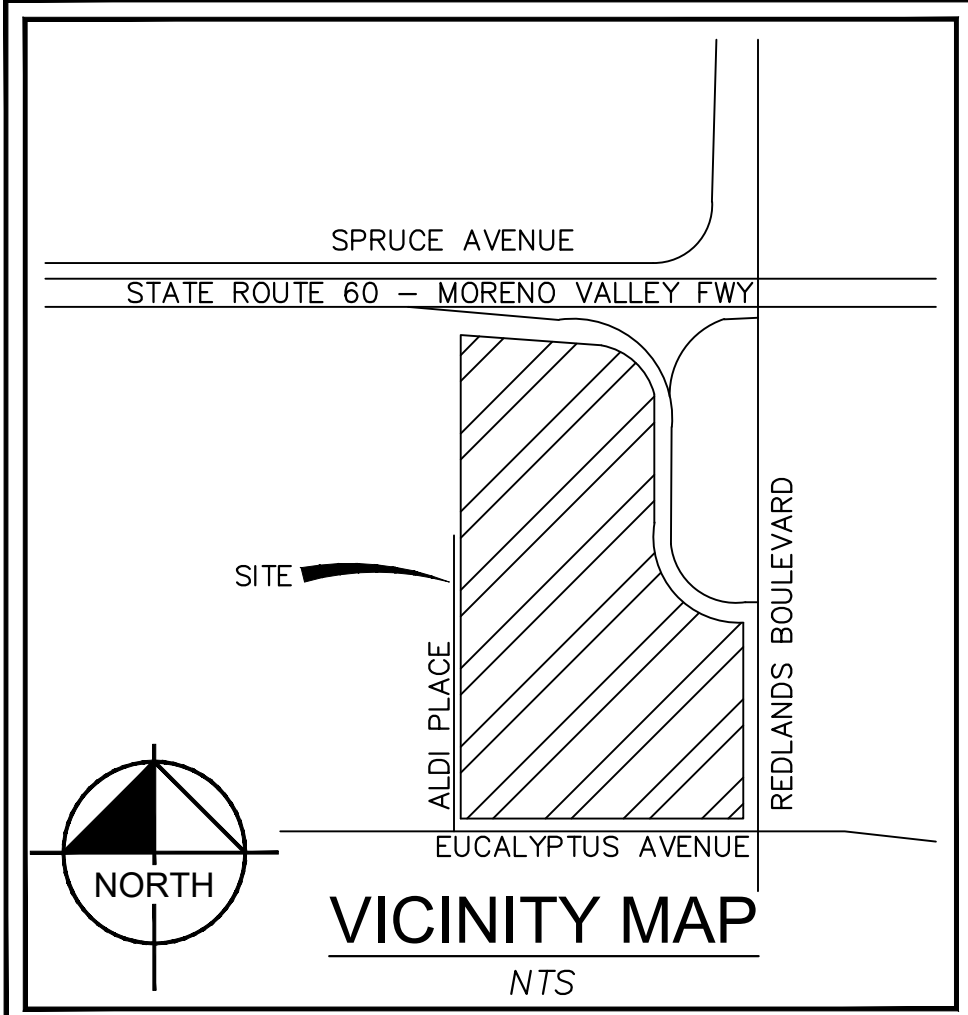 SPRUCE AVENUE
STATE ROUTE 60 – MORENO VALLEY FWY
SITE
ALDI PLACE
REDLANDS BOULEVARD
EUCALYPTUS AVENUE
NORTH
VICINITY MAP
NTS